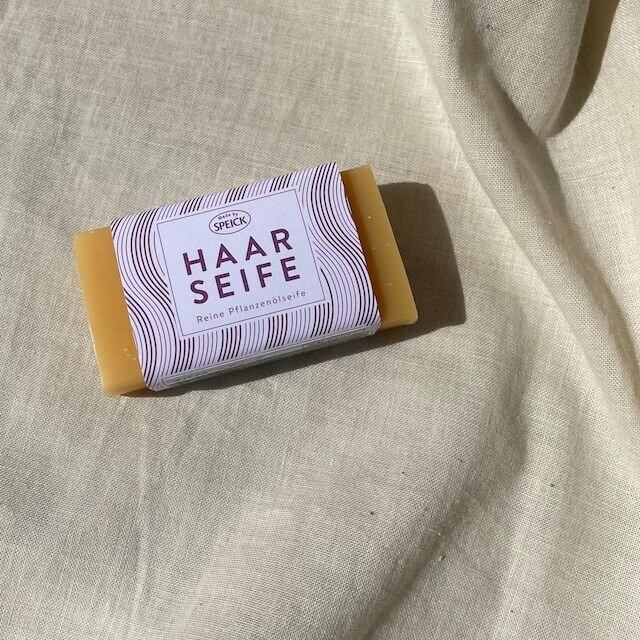 Made by
SPEICK
HAAR
SEIFE
Reine Pflanzenölseife